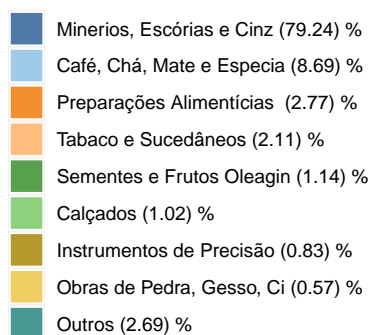 Minerios, Escórias e Cinz (79.24) %
Café, Chá, Mate e Especia (8.69) %
Preparações Alimentícias  (2.77) %
Tabaco e Sucedâneos (2.11) %
Sementes e Frutos Oleagin (1.14) %
Calçados (1.02) %
Instrumentos de Precisão (0.83) %
Obras de Pedra, Gesso, Ci (0.57) %
Outros (2.69) %